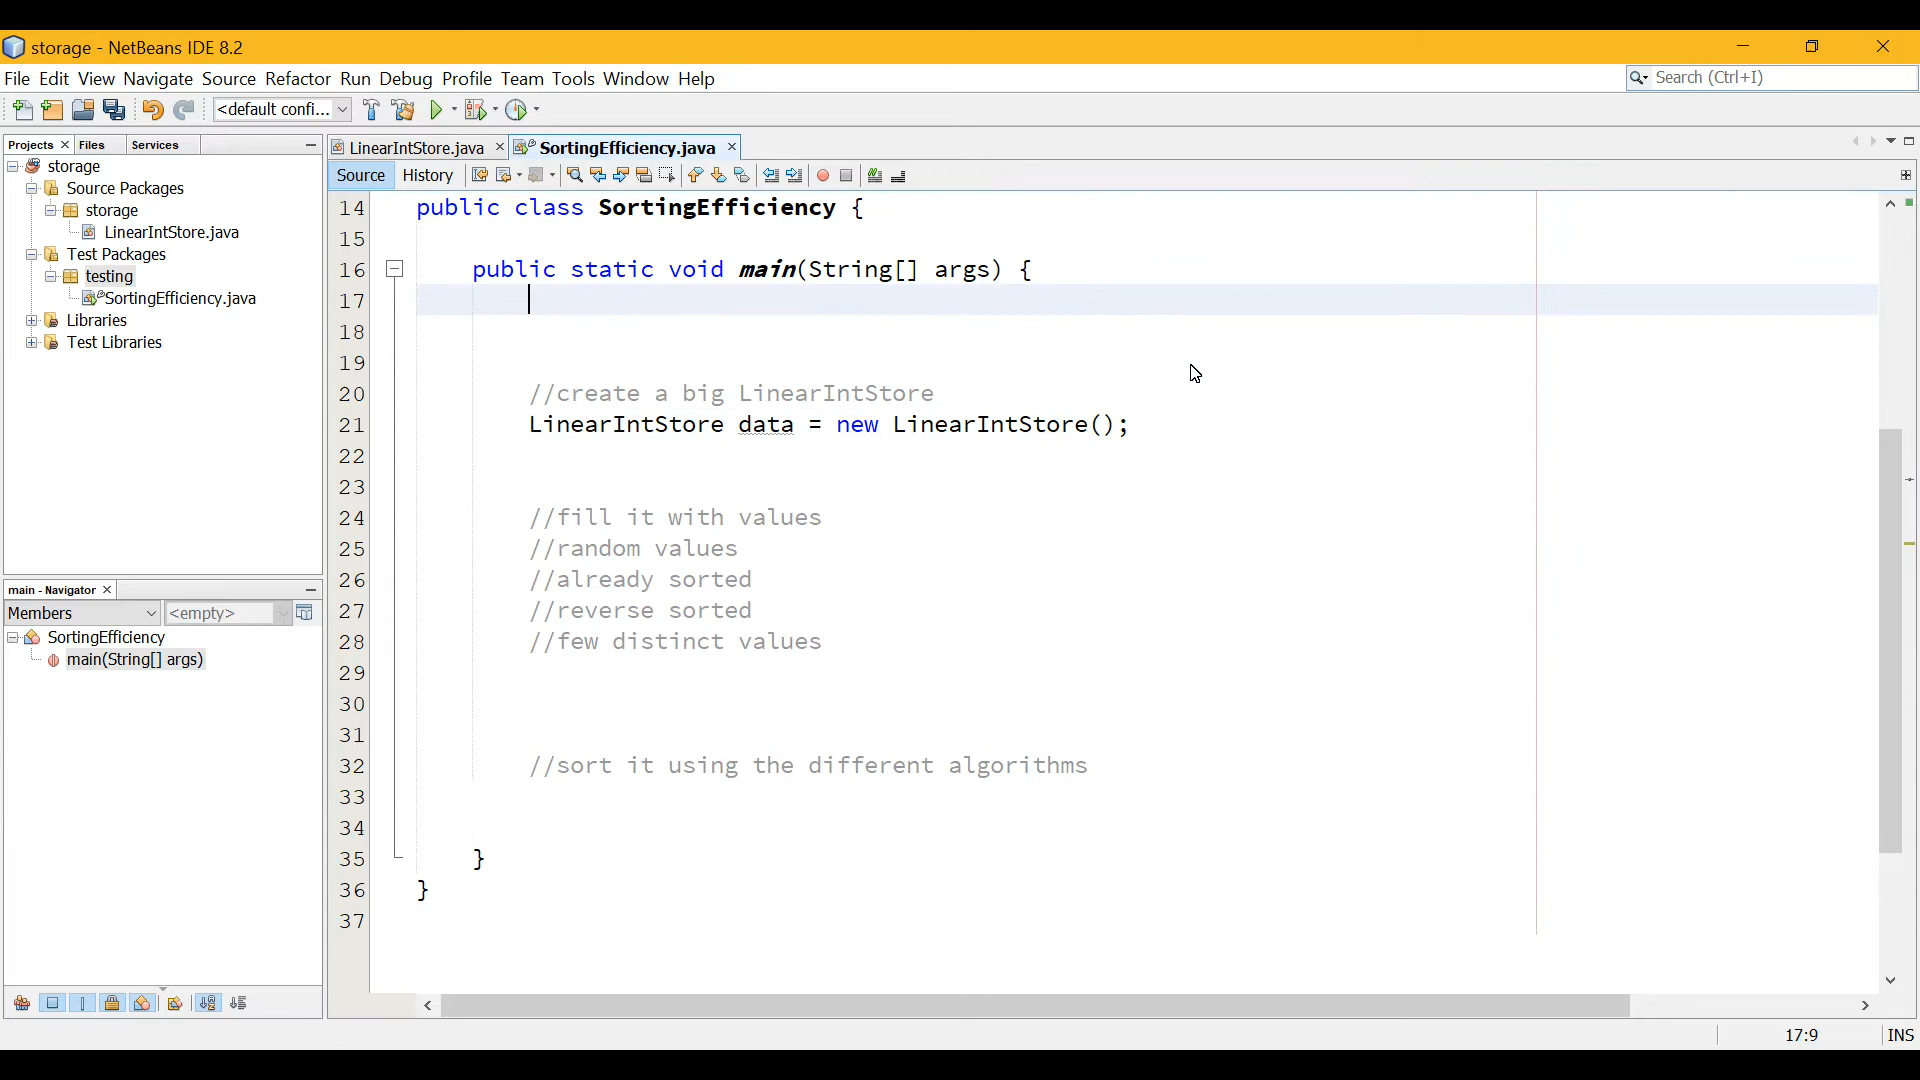 storage - NetBeans IDE 8.2
File Edit View Navigate Source Refactor Run Debug Profile Team Tools Window Help
Search (Ctrl+I)
<default confi...
Projects Files Services
storage
Source Packages
storage
LinearIntStore.java
Test Packages
testing
SortingEfficiency.java
Libraries
Test Libraries
main - Navigator
Members <empty>
SortingEfficiency
main(String[] args)
LinearIntStore.java SortingEfficiency.java
Source History
14 public class SortingEfficiency {
15
16 public static void main(String[] args) {
17
18
19
20 //create a big LinearIntStore
21 LinearIntStore data = new LinearIntStore();
22
23
24 //fill it with values
25 //random values
26 //already sorted
27 //reverse sorted
28 //few distinct values
29
30
31
32 //sort it using the different algorithms
33
34
35 }
36 }
37
17:9 INS